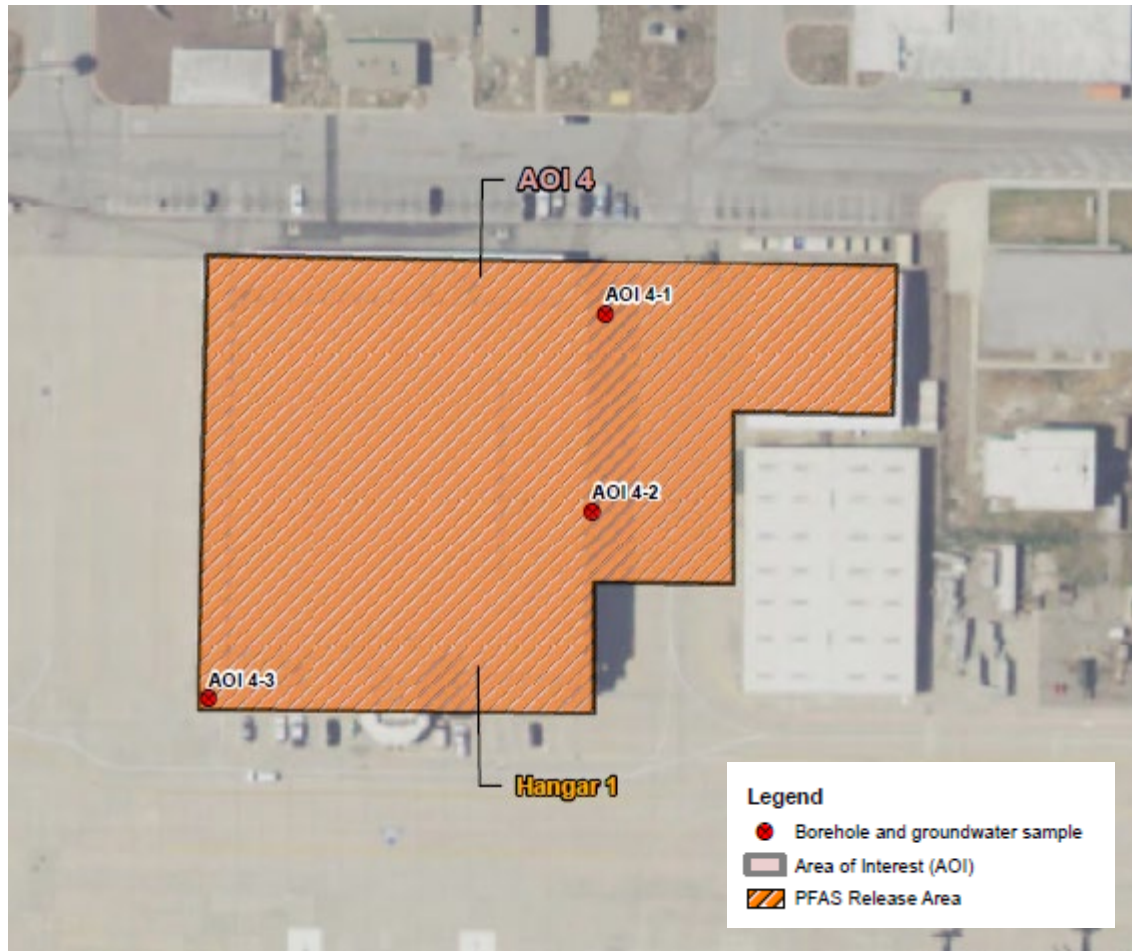 AOI 4
AOI 4-1
AOI 4-2
AOI 4-3
Hangar 1
Legend
Borehole and groundwater sample
Area of Interest (AOI)
PFAS Release Area